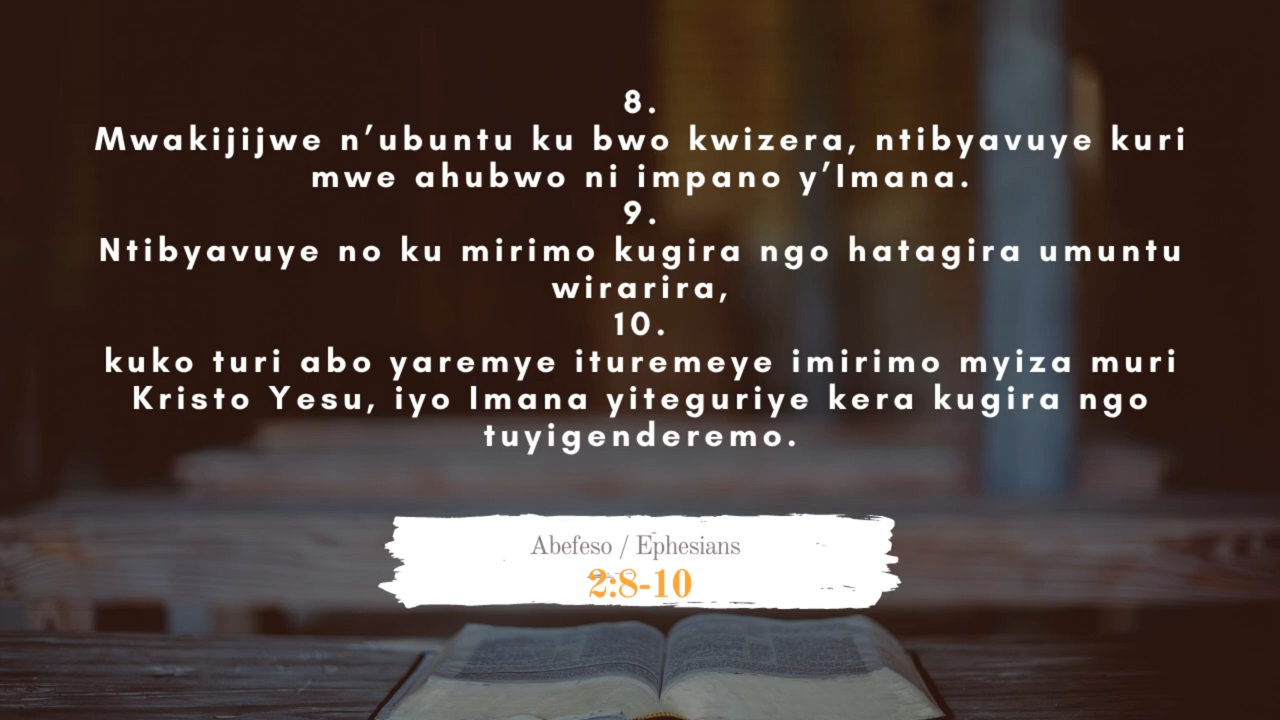 8.
Mwakijijwe n’ubuntu ku bwo kwizera, ntibyavuye kuri
mwe ahubwo ni impano y’Imana.
9.
Ntibyavuye no ku mirimo kugira ngo hatagira umuntu
wirarira,
10.
kuko turi abo yaremye ituremeye imirimo myiza muri
Kristo Yesu, iyo Imana yiteguriye kera kugira ngo
tuyigenderemo.
Abefeso / Ephesians
2:8-10